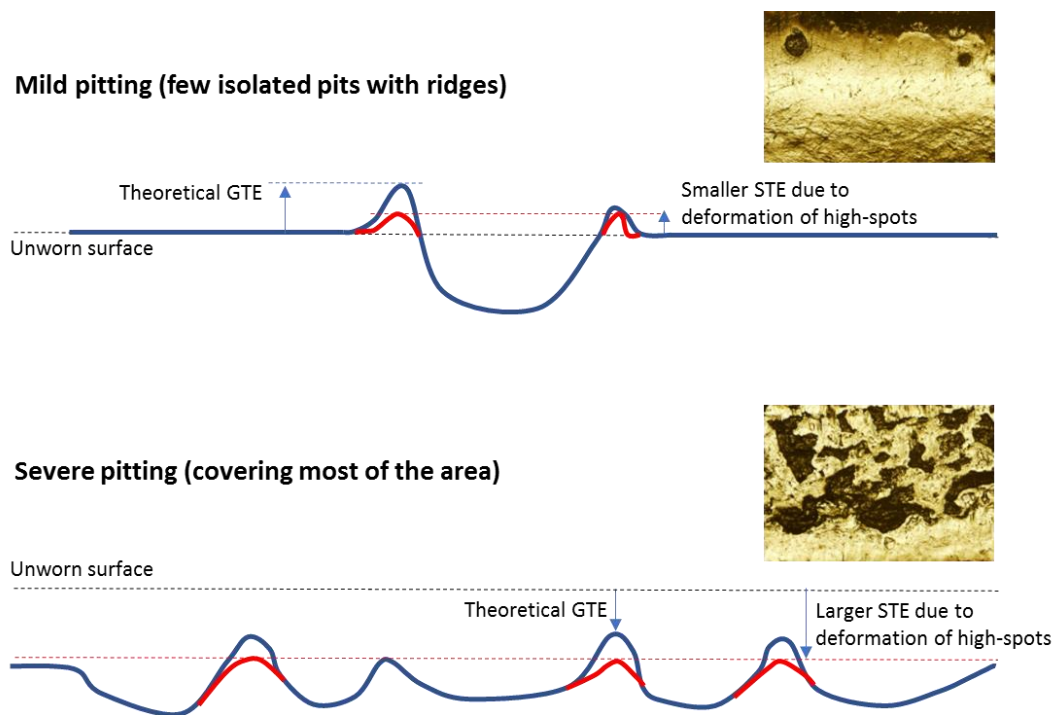 Mild pitting (few isolated pits with ridges)
Theoretical GTE
Smaller STE due to
deformation of high-spots
Unworn surface
Severe pitting (covering most of the area)
Unworn surface
Theoretical GTE
Larger STE due to
deformation of high-spots